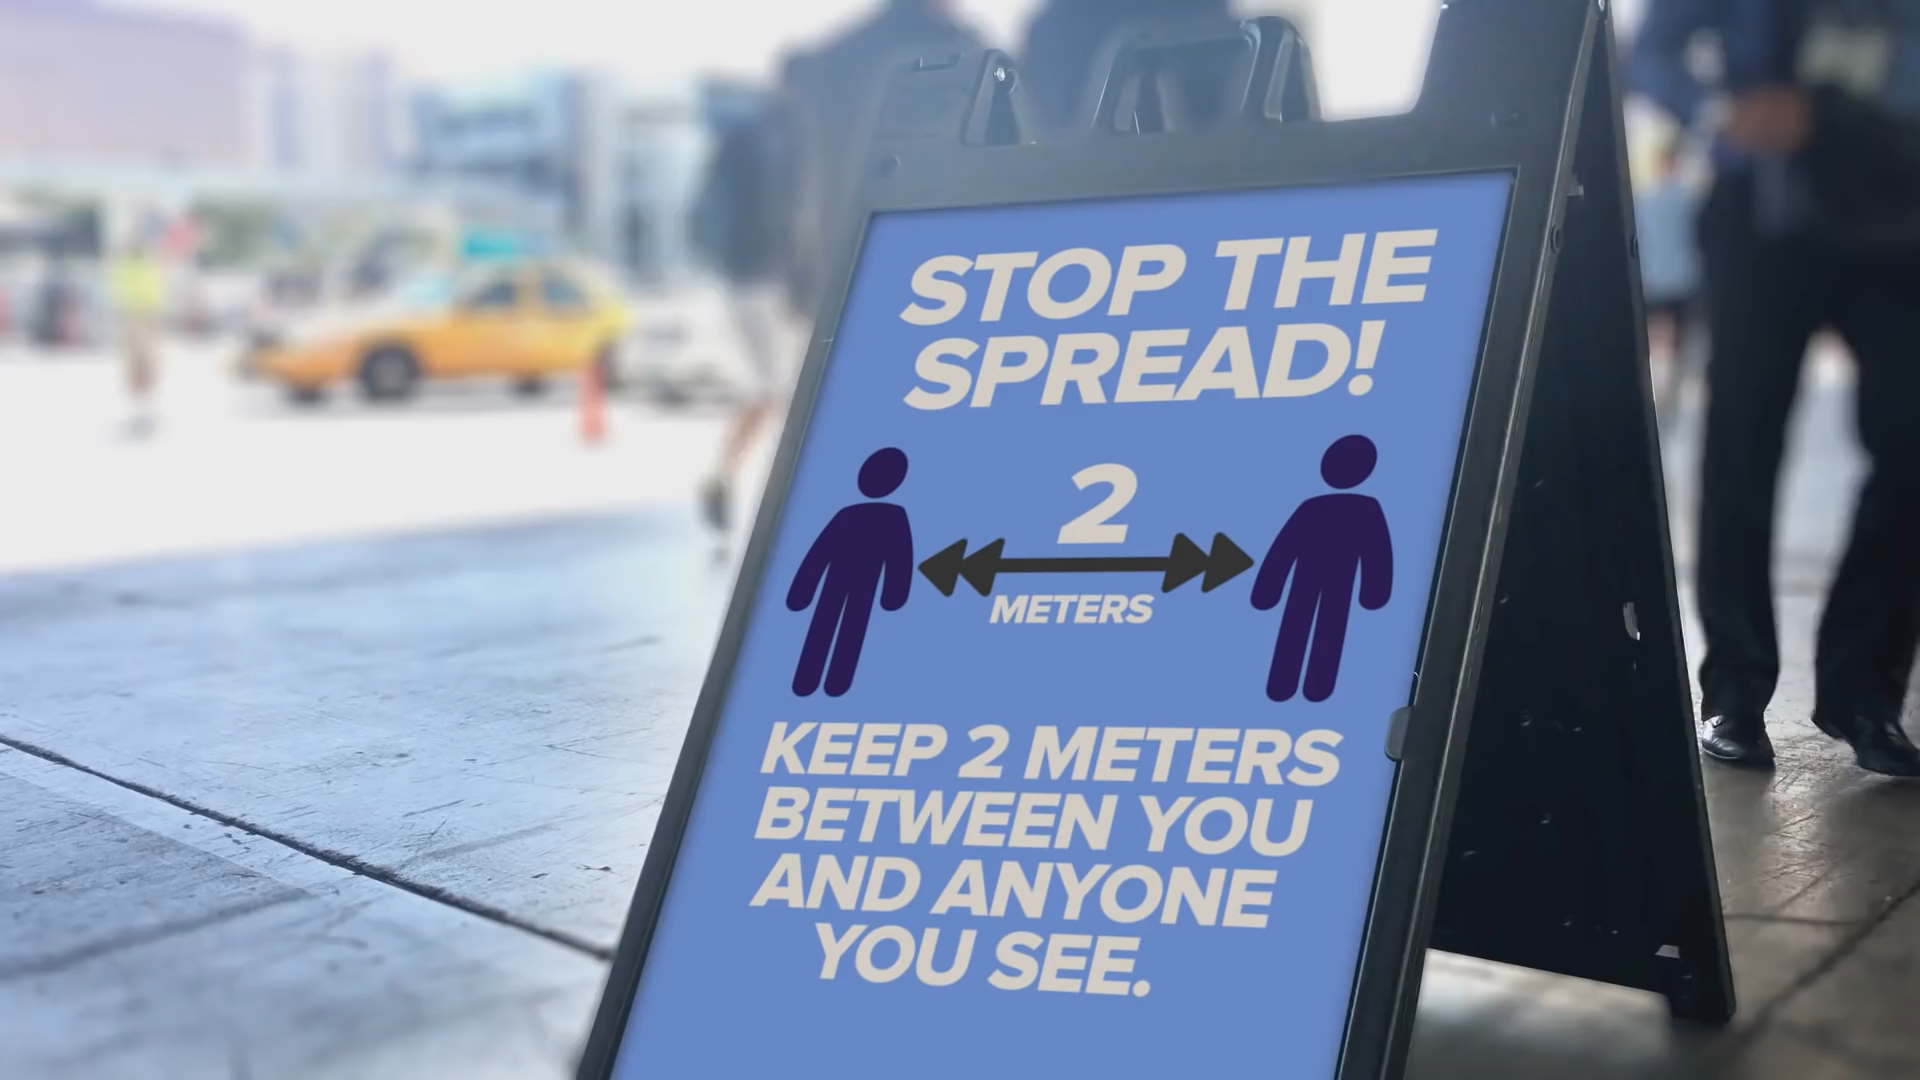 STOP THE
SPREAD!
2
METERS
KEEP 2 METERS
BETWEEN YOU
AND ANYONE
YOU SEE.